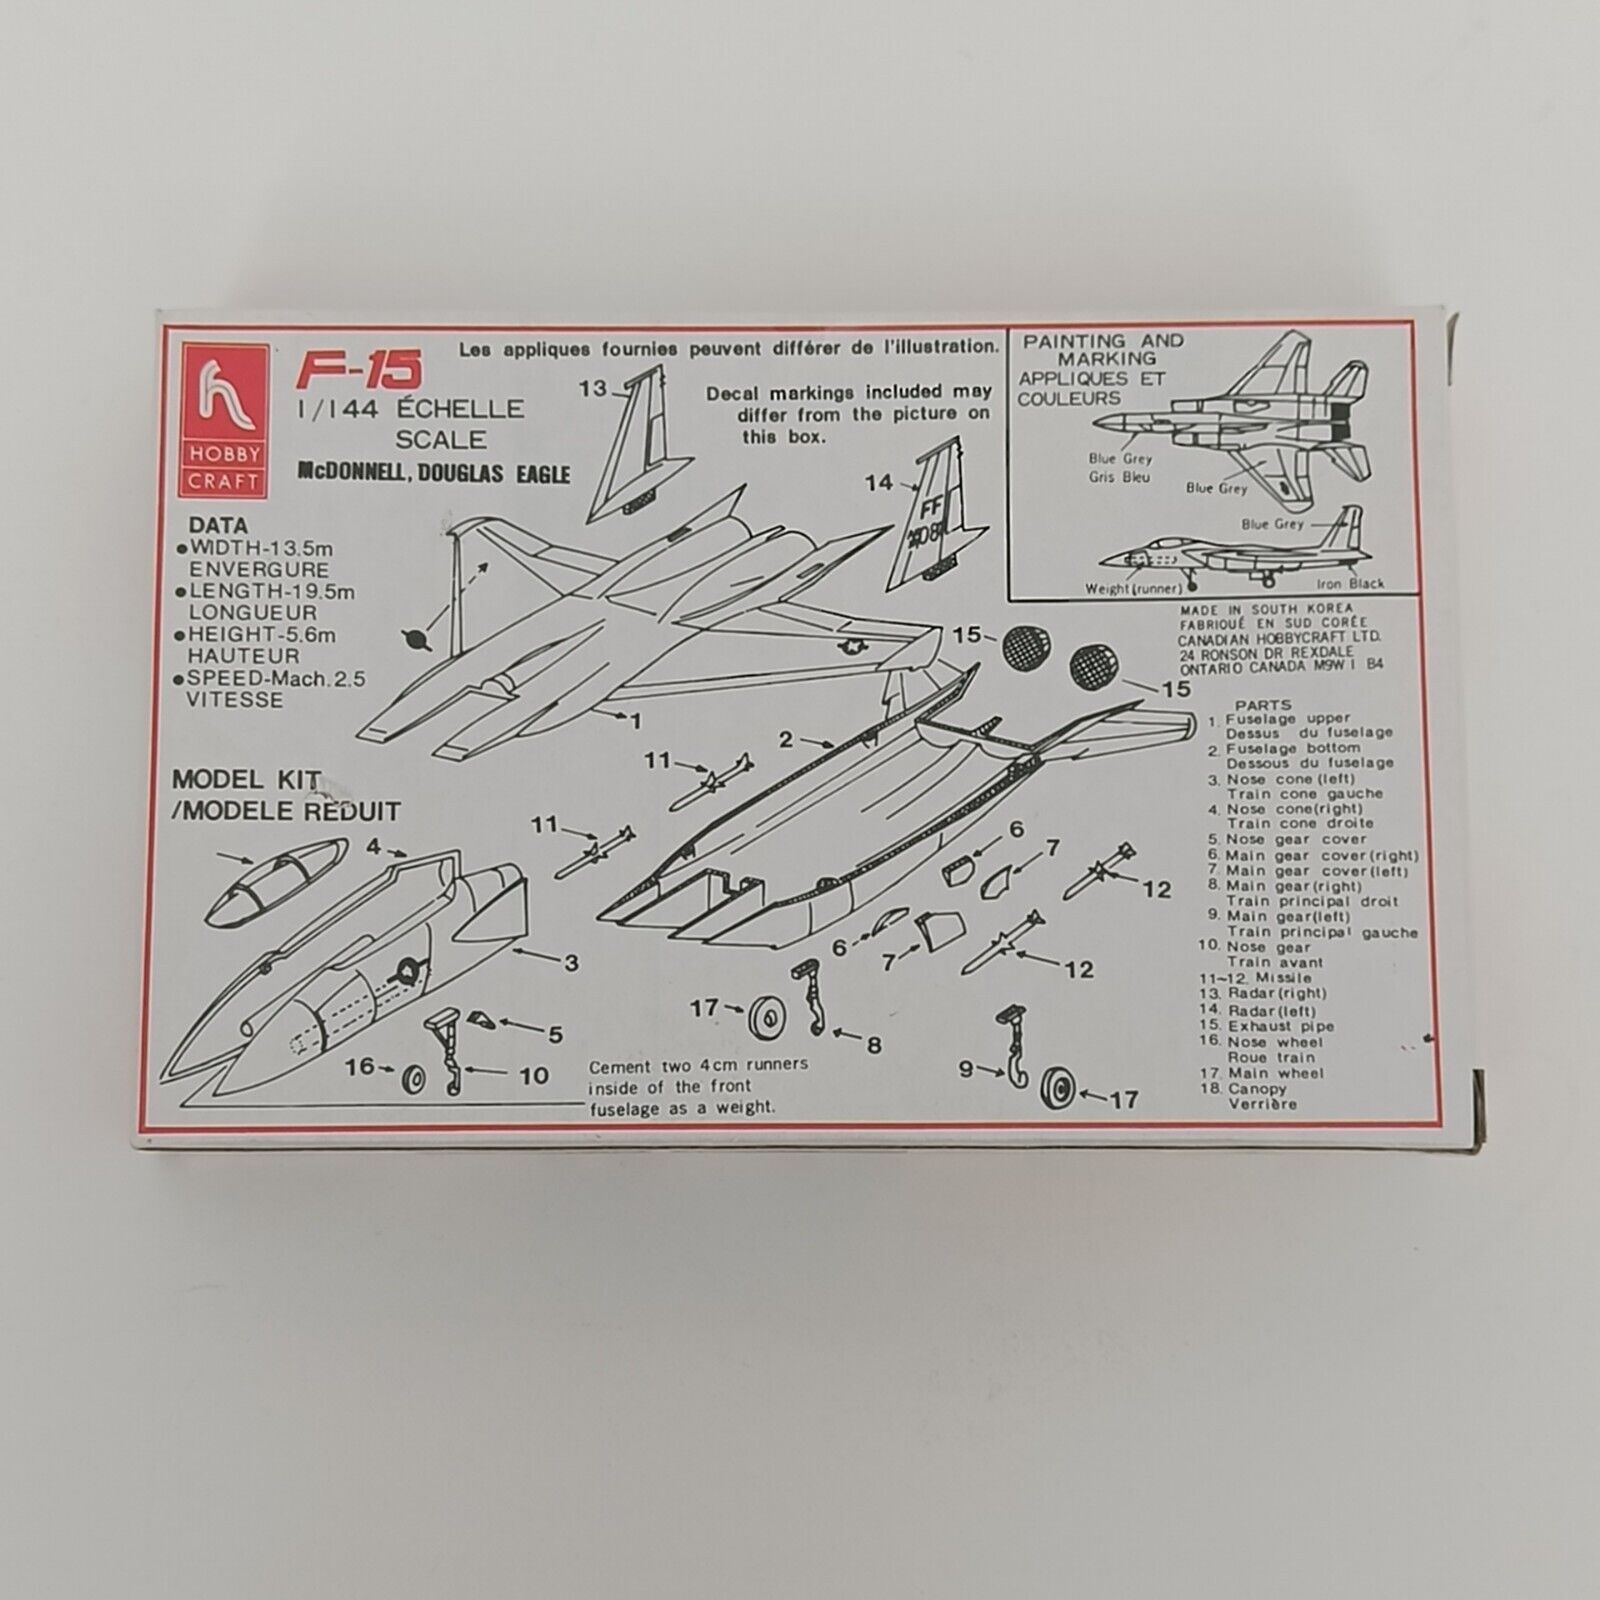 HOBBY
CRAFT
F-15
1/144 ÉCHELLE
SCALE
McDONNELL, DOUGLAS EAGLE
Les appliques fournies peuvent différer de l'illustration.
Decal markings included may
differ from the picture on
this box.
DATA
•WIDTH-13.5m
ENVERGURE
•LENGTH-19.5m
LONGUEUR
•HEIGHT-5.6m
HAUTEUR
•SPEED-Mach.2.5
VITESSE
MODEL KIT
/MODELE REDUIT
13
14
FF
15
15
1
2
11
11
4
3
6
7
12
6
7
12
17
8
5
16
10
9
17
Cement two 4cm runners
inside of the front
fuselage as a weight.
PAINTING AND
MARKING
APPLIQUES ET
COULEURS
Blue Grey
Gris Bleu
Blue Grey
Blue Grey
Weight(runner)
Iron Black
MADE IN SOUTH KOREA
FABRIQUÉ EN SUD CORÉE
CANADIAN HOBBYCRAFT LTD.
24 RONSON DR REXDALE
ONTARIO CANADA M9W 1 B4
PARTS
1. Fuselage upper
Dessus du fuselage
2. Fuselage bottom
Dessous du fuselage
3. Nose cone (left)
Train cone gauche
4. Nose cone(right)
Train cone droite
5. Nose gear cover
6. Main gear cover(right)
7. Main gear cover(left)
8. Main gear(right)
Train principal droit
9. Main gear(left)
Train principal gauche
10. Nose gear
Train avant
11~12. Missile
13. Radar(right)
14. Radar(left)
15. Exhaust pipe
16. Nose wheel
Roue train
17. Main wheel
18. Canopy
Verrière